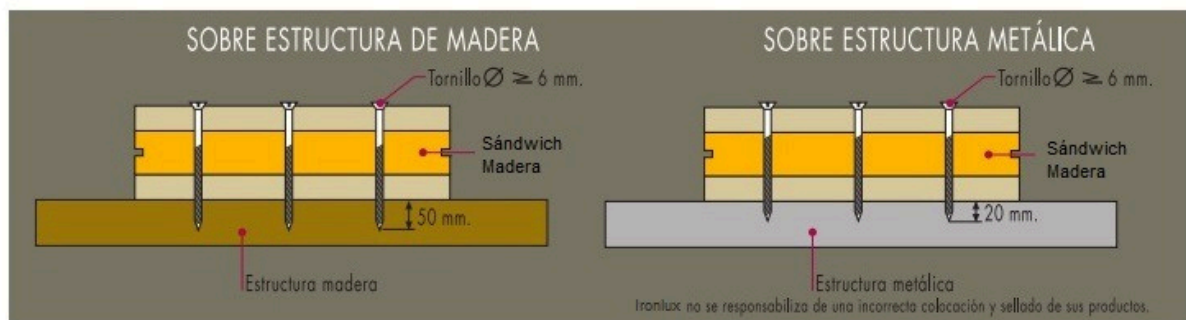 SOBRE ESTRUCTURA DE MADERA
Tornillo Ø ≥ 6 mm.
Sándwich
Madera
50 mm.
Estructura madera
SOBRE ESTRUCTURA METÁLICA
Tornillo Ø ≥ 6 mm.
Sándwich
Madera
20 mm.
Estructura metálica
Ironlux no se responsabiliza de una incorrecta colocación y sellado de sus productos.